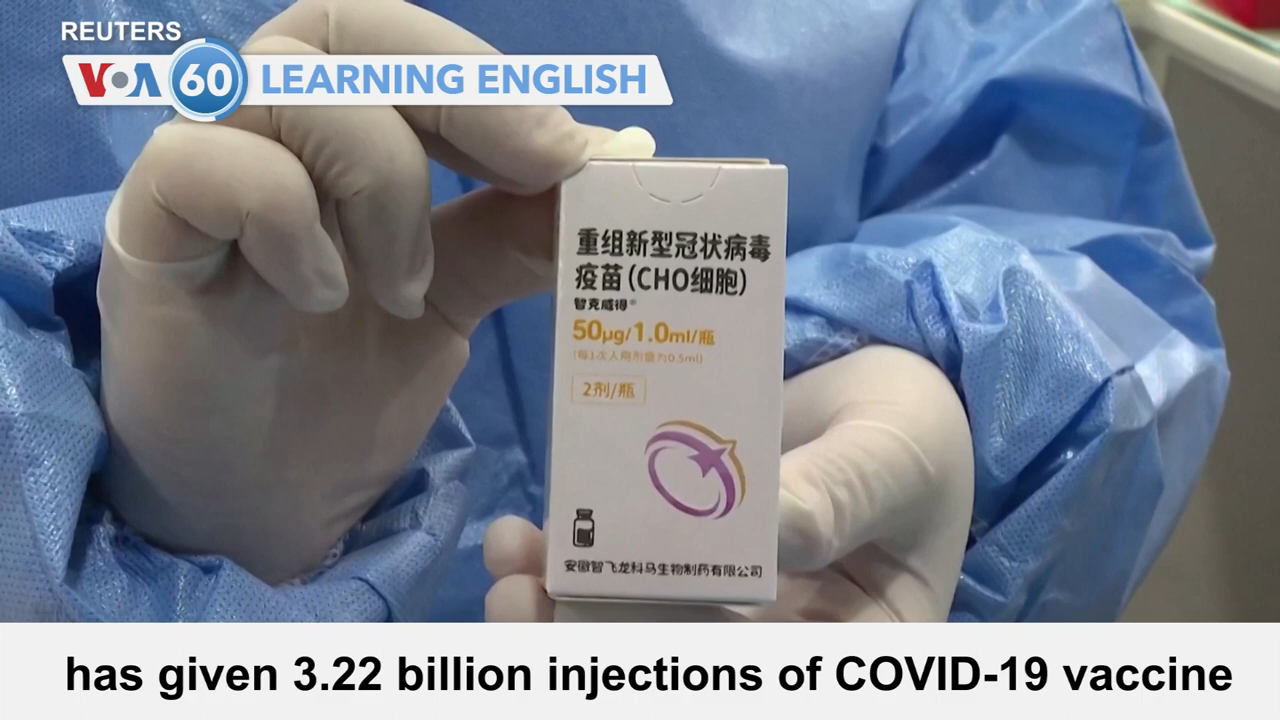 REUTERS
VOA 60 LEARNING ENGLISH
重组新型冠状病毒
疫苗(CHO细胞)
智克威得®
50μg/1.0ml/瓶
(每1次人用剂量为0.5ml)
2剂/瓶
安徽智飞龙科马生物制药有限公司
has given 3.22 billion injections of COVID-19 vaccine